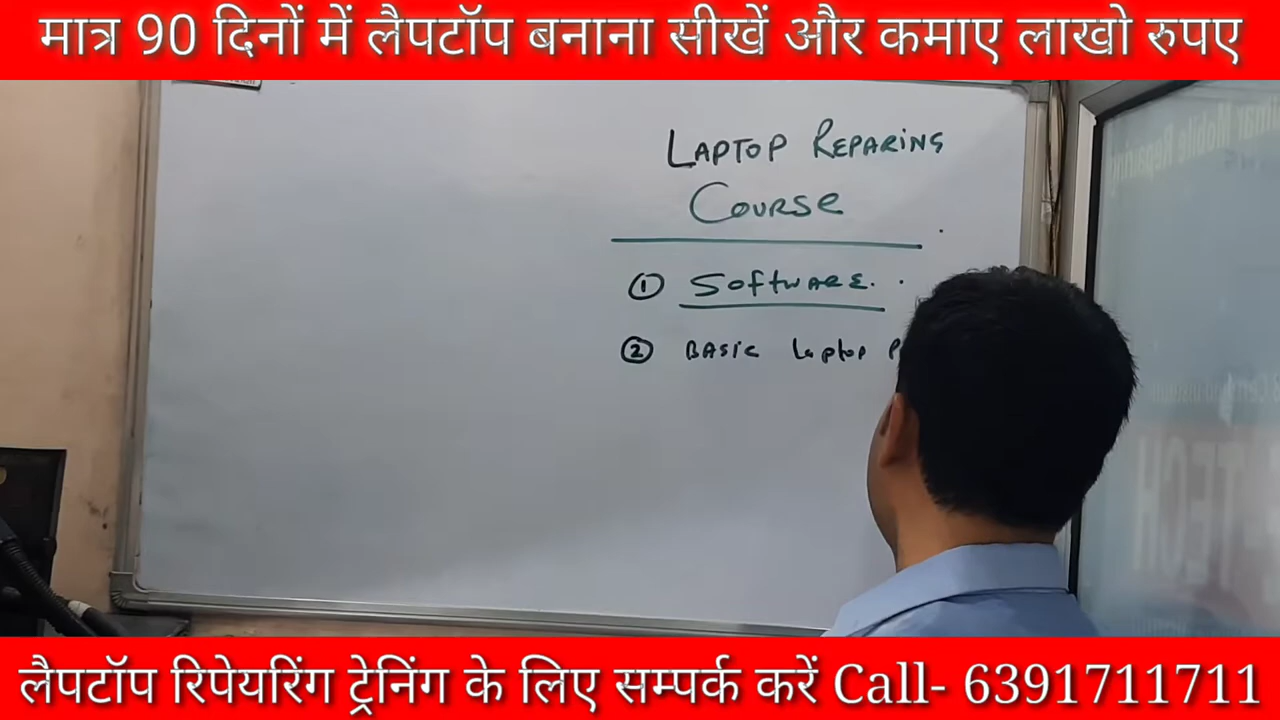 मात्र 90 दिनों में लैपटॉप बनाना सीखें और कमाए लाखो रुपए
LAPTOP REPARING
COURSE
① SoftwARE.
② BASIC Laptop
लैपटॉप रिपेयरिंग ट्रेनिंग के लिए सम्पर्क करें Call- 6391711711